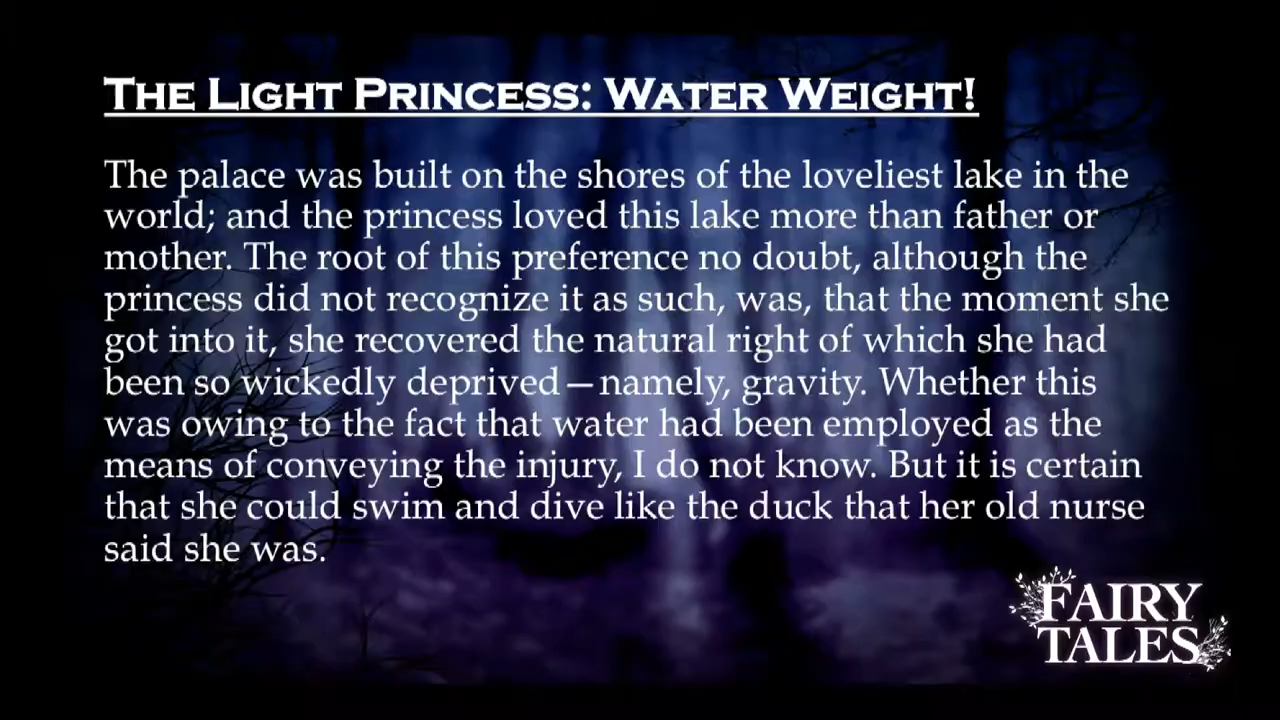 THE LIGHT PRINCESS: WATER WEIGHT!
The palace was built on the shores of the loveliest lake in the
world; and the princess loved this lake more than father or
mother. The root of this preference no doubt, although the
princess did not recognize it as such, was, that the moment she
got into it, she recovered the natural right of which she had
been so wickedly deprived—namely, gravity. Whether this
was owing to the fact that water had been employed as the
means of conveying the injury, I do not know. But it is certain
that she could swim and dive like the duck that her old nurse
said she was.
FAIRY
TALES